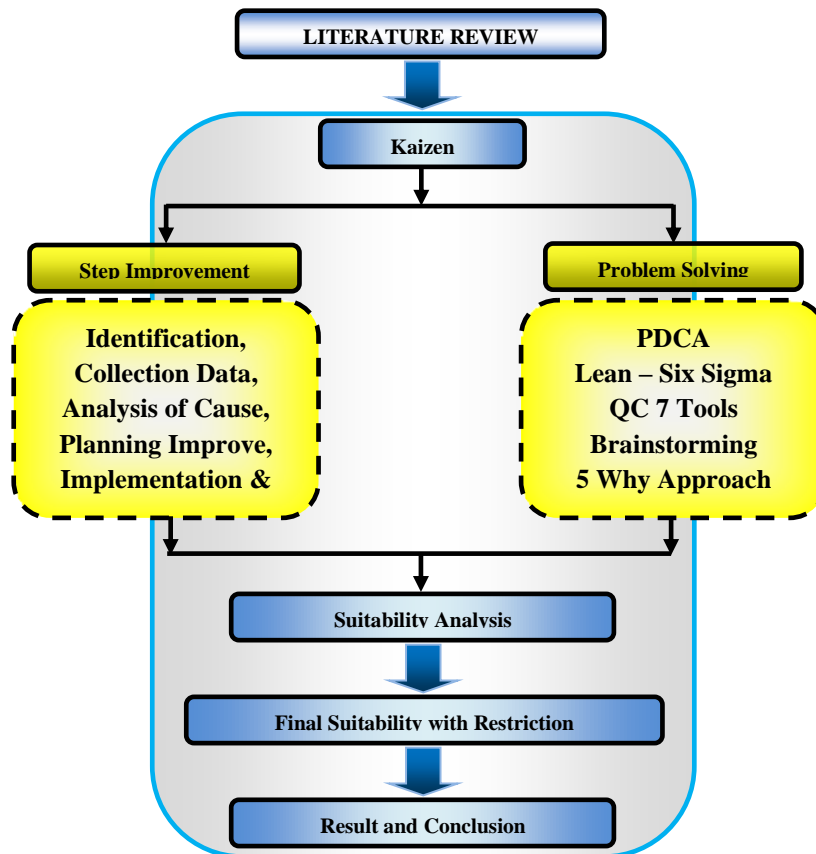 LITERATURE REVIEW
Kaizen
Step Improvement
Identification,
Collection Data,
Analysis of Cause,
Planning Improve,
Implementation &
Problem Solving
PDCA
Lean – Six Sigma
QC 7 Tools
Brainstorming
5 Why Approach
Suitability Analysis
Final Suitability with Restriction
Result and Conclusion